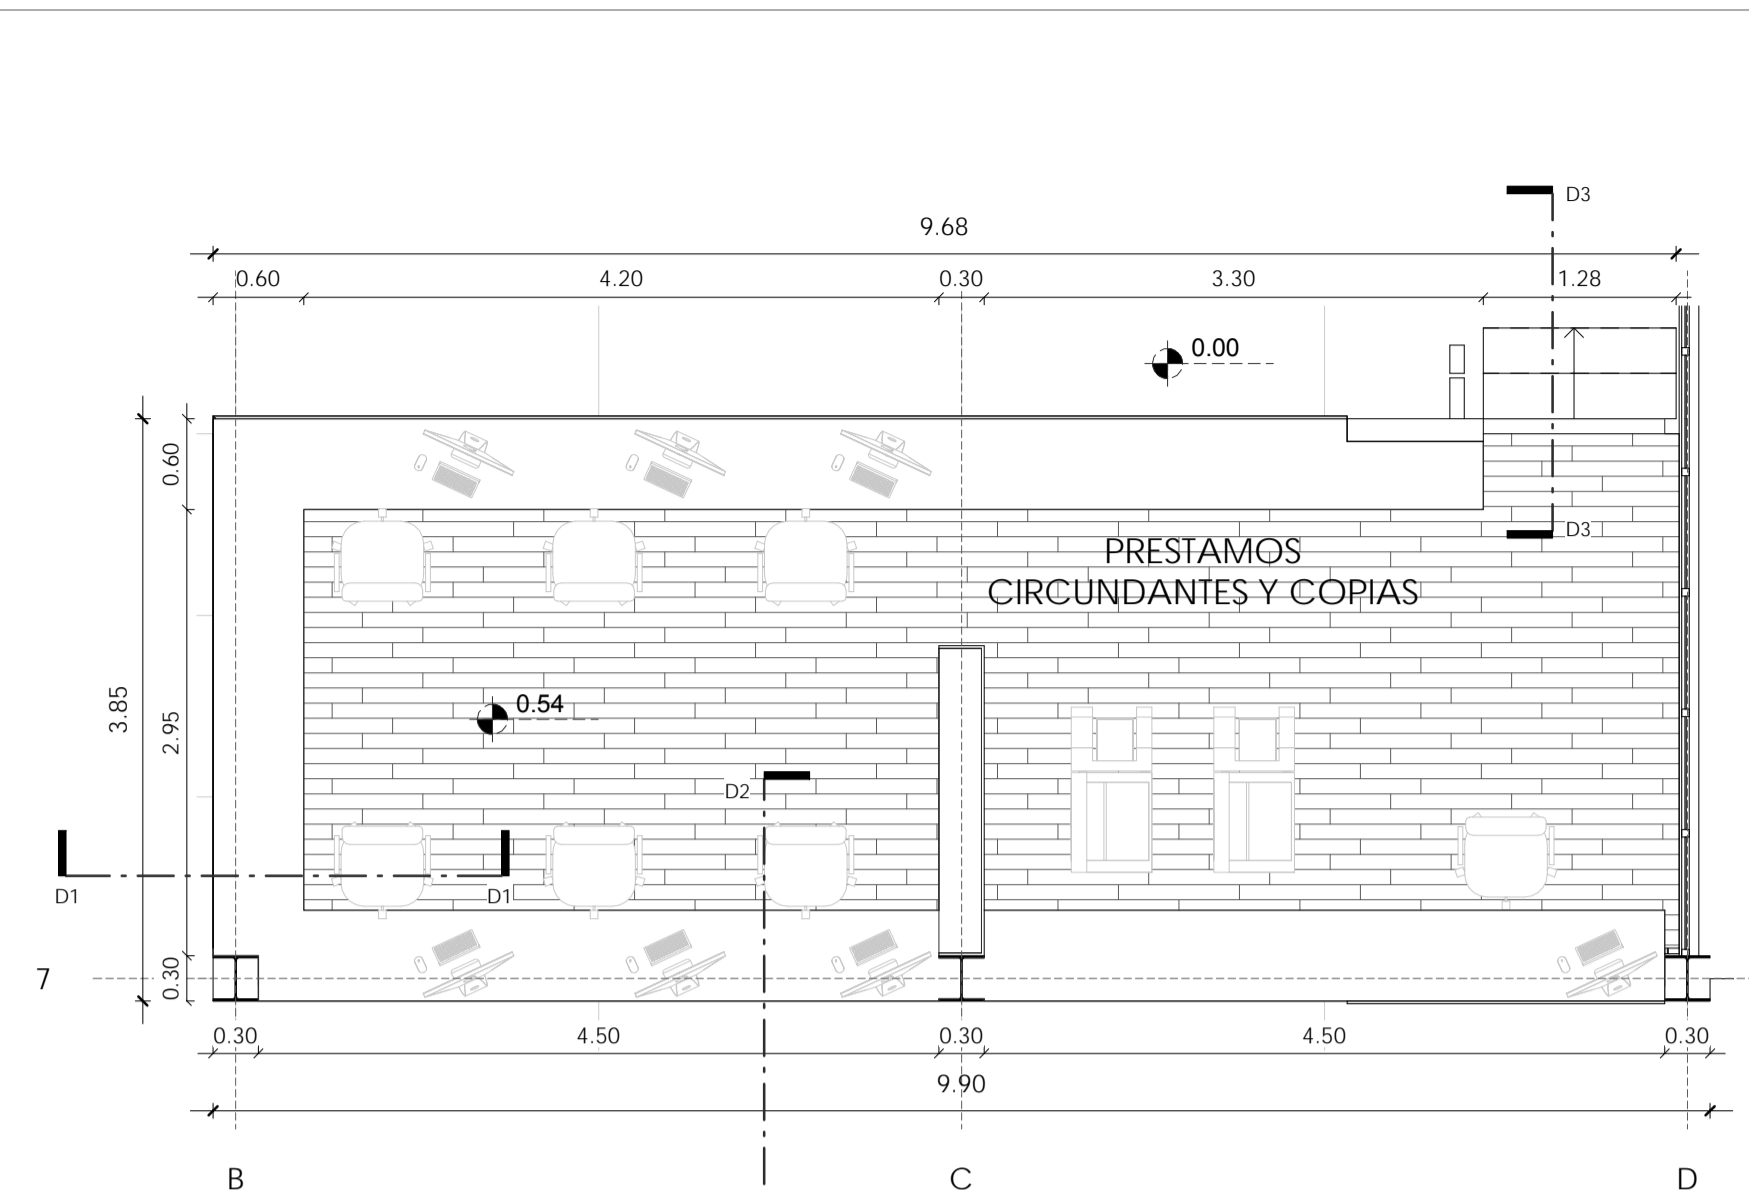 D3
9.68
0.60 4.20 0.30 3.30 1.28
0.00
0.60
D3
PRESTAMOS
CIRCUNDANTES Y COPIAS
3.85
2.95
0.54
D2
D1 D1
7
0.30
0.30 4.50 0.30 4.50 0.30
9.90
B C D